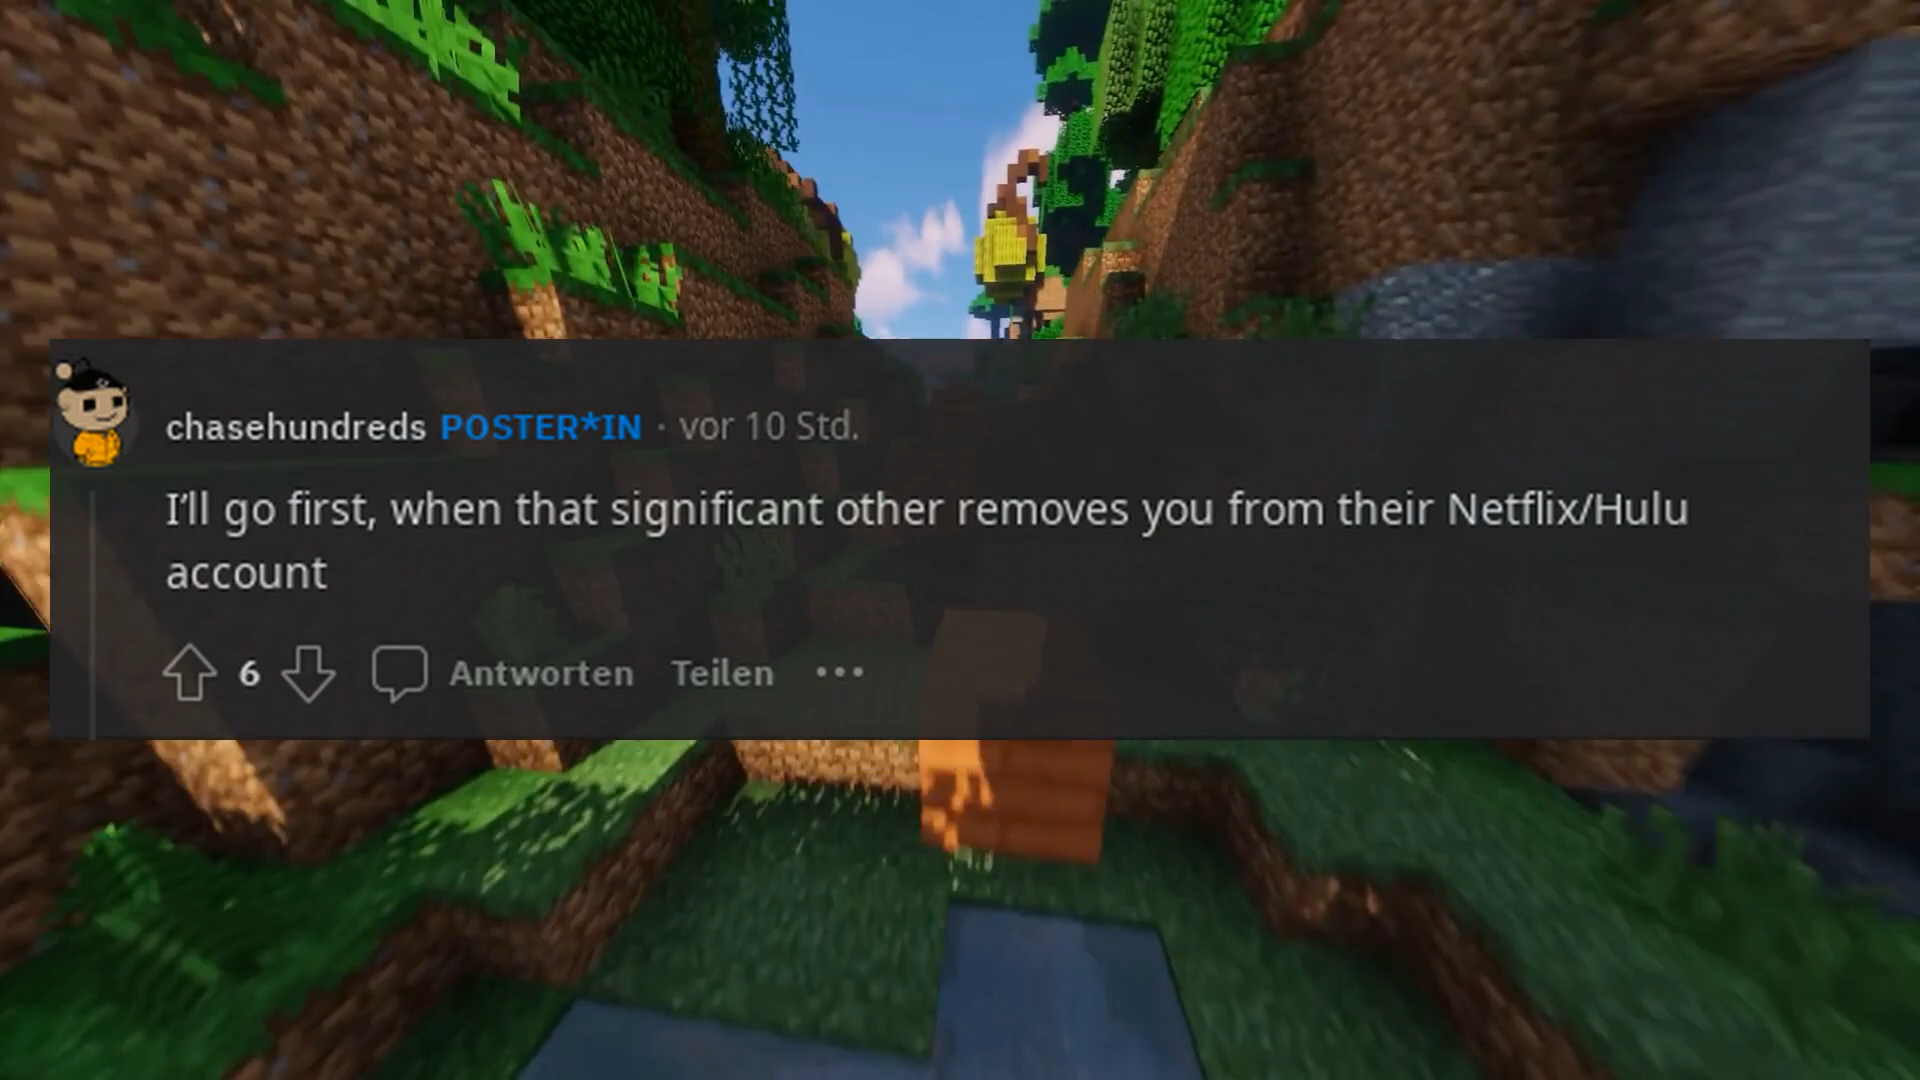 chasehundreds POSTER*IN · vor 10 Std.
I’ll go first, when that significant other removes you from their Netflix/Hulu
account
6 Antworten Teilen •••